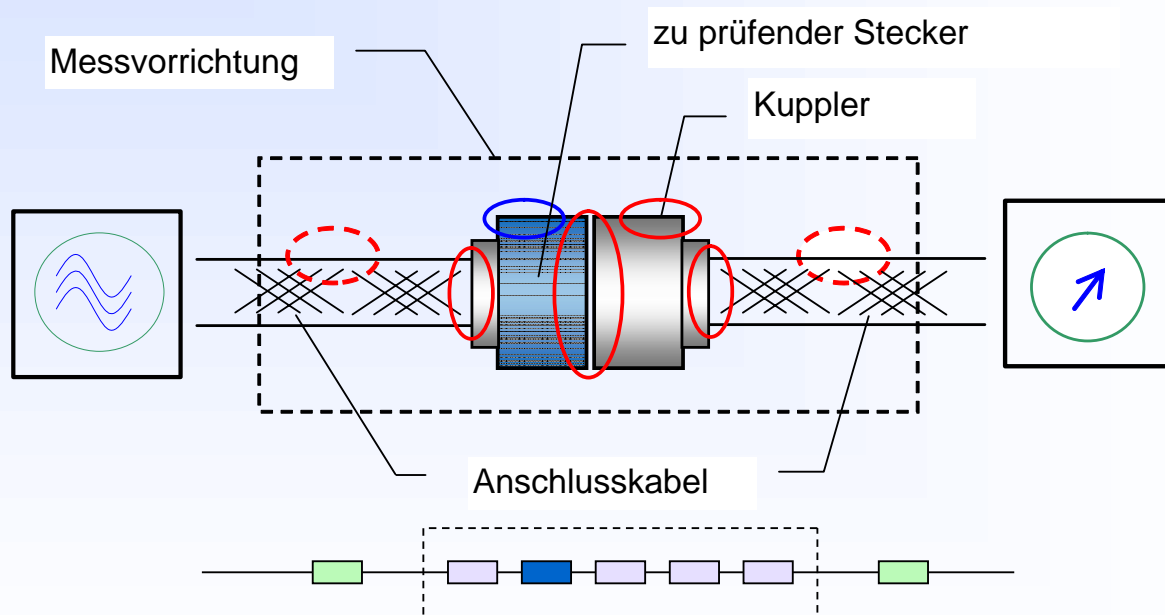 zu prüfender Stecker
Messvorrichtung
Kuppler
Anschlusskabel